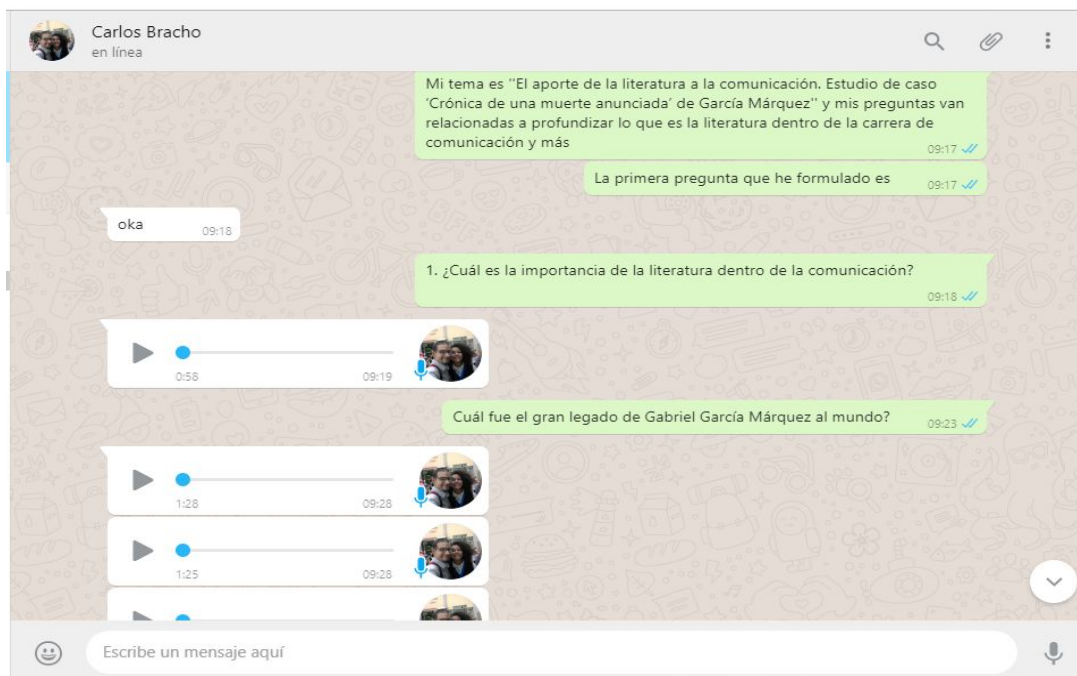 Carlos Bracho
en línea
Mi tema es "El aporte de la literatura a la comunicación. Estudio de caso
'Crónica de una muerte anunciada' de García Márquez" y mis preguntas van
relacionadas a profundizar lo que es la literatura dentro de la carrera de
comunicación y más
09:17
La primera pregunta que he formulado es 09:17
oka 09:18
1. ¿Cuál es la importancia de la literatura dentro de la comunicación?
09:18
0:58 09:19
Cuál fue el gran legado de Gabriel García Márquez al mundo? 09:23
1:28 09:28
1:25 09:28
Escribe un mensaje aquí